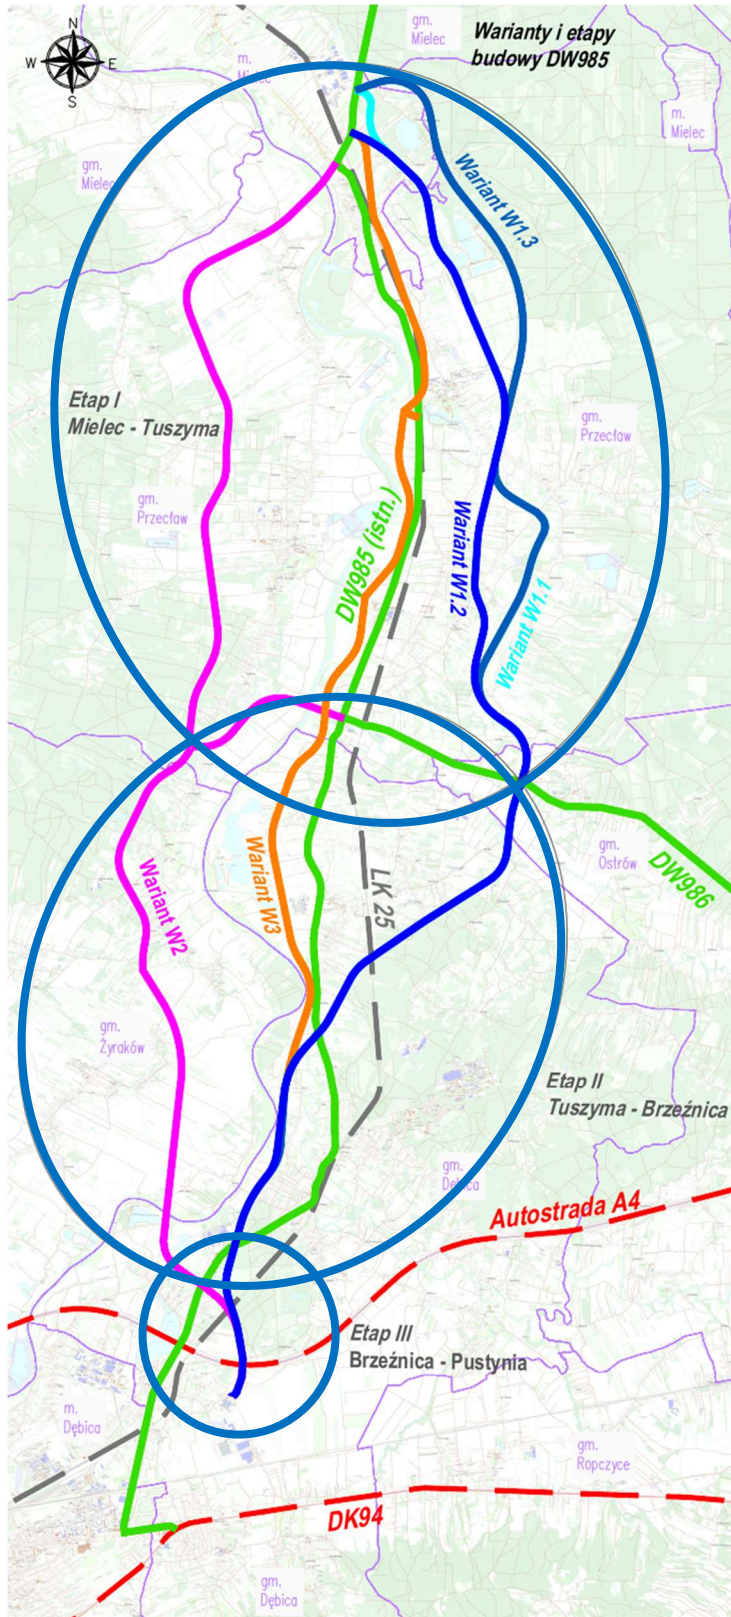 N
W
E
S
gm.
Mielec
Warianty i etapy
budowy DW985
m.
Mielec
m.
Mielec
gm.
Mielec
Wariant W1.3
Etap I
Mielec - Tuszyma
gm.
Przecław
gm.
Przecław
DW985 (istn.)
Wariant W1.2
Wariant W1.1
gm.
Ostrów
DW986
Wariant W2
Wariant W3
LK 25
gm.
Żyraków
Etap II
Tuszyma - Brzeźnica
gm.
Dębica
Autostrada A4
Etap III
Brzeźnica - Pustynia
m.
Dębica
gm.
Ropczyce
DK94
gm.
Dębica